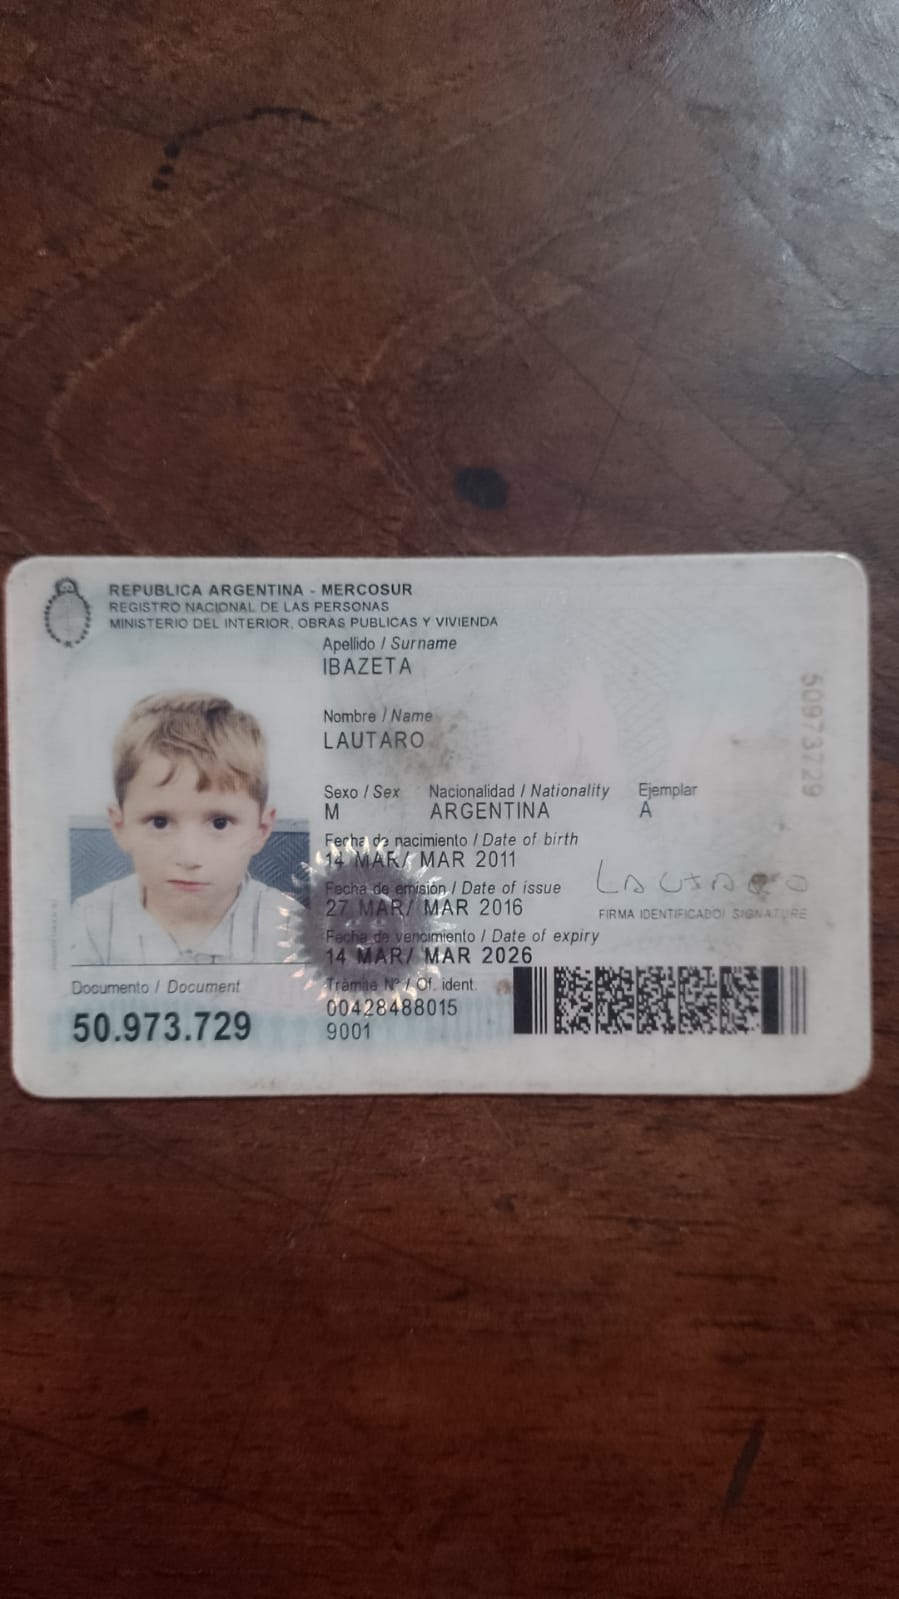 REPUBLICA ARGENTINA - MERCOSUR
REGISTRO NACIONAL DE LAS PERSONAS
MINISTERIO DEL INTERIOR, OBRAS PUBLICAS Y VIVIENDA
Apellido / Surname
IBAZETA
Nombre / Name
LAUTARO
Sexo / Sex Nacionalidad / Nationality Ejemplar
M ARGENTINA A
Fecha de nacimiento / Date of birth
14 MAR/ MAR 2011
Fecha de emisión / Date of issue
27 MAR/ MAR 2016
Fecha de vencimiento / Date of expiry
14 MAR/ MAR 2026
LAUTARO
FIRMA IDENTIFICADO/ SIGNATURE
Documento / Document
50.973.729
Trámite N° / Of. ident.
00428488015
9001
50973729